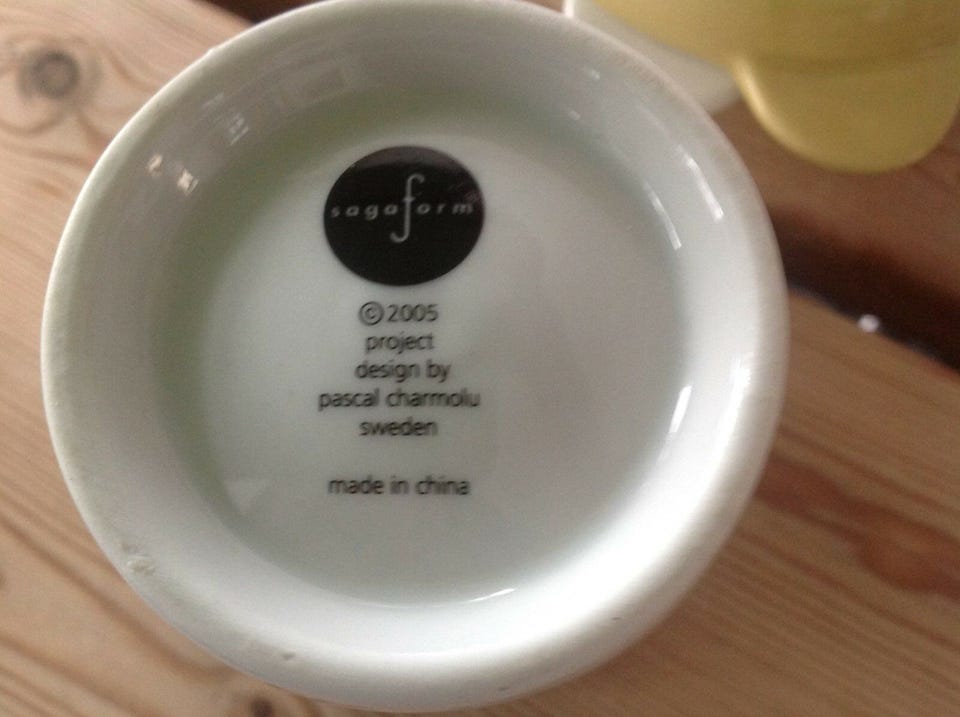 sagaform
©2005
project
design by
pascal charmolu
sweden
made in china